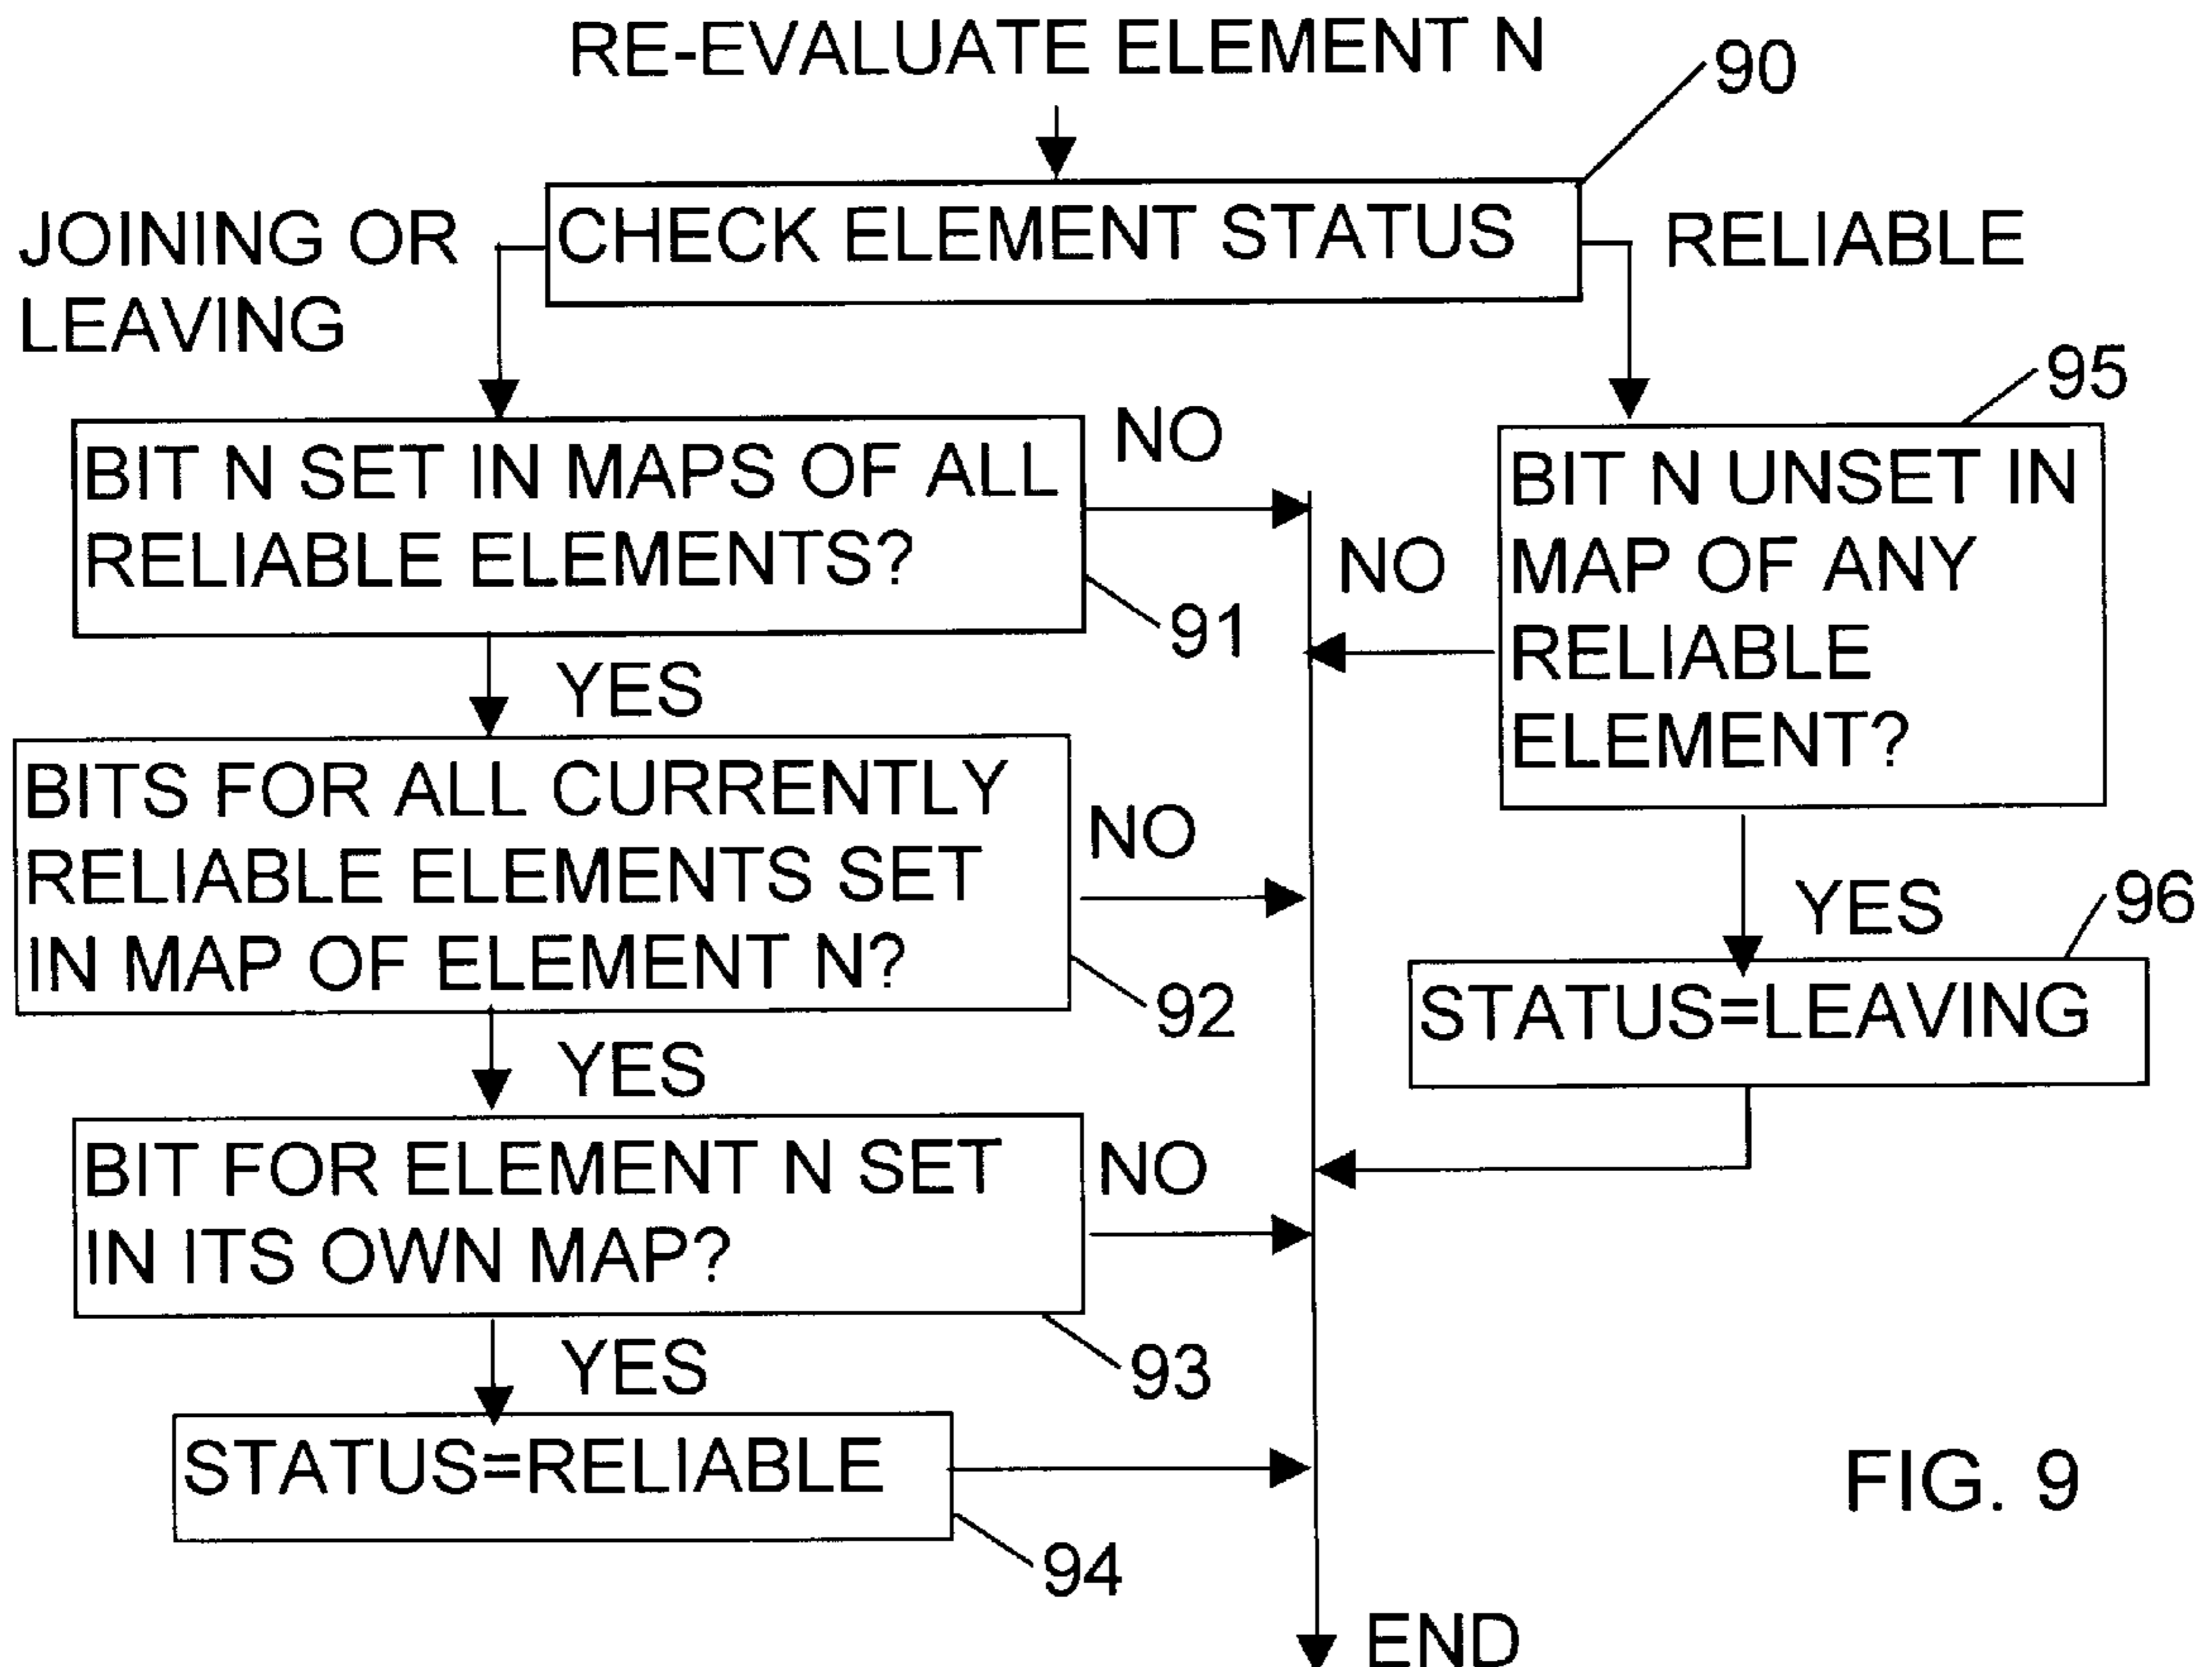 RE-EVALUATE ELEMENT N
90
CHECK ELEMENT STATUS
JOINING OR
LEAVING
RELIABLE
95
BIT N SET IN MAPS OF ALL
RELIABLE ELEMENTS?
NO
91
YES
BIT N UNSET IN
MAP OF ANY
RELIABLE
ELEMENT?
NO
YES
96
STATUS=LEAVING
BITS FOR ALL CURRENTLY
RELIABLE ELEMENTS SET
IN MAP OF ELEMENT N?
NO
92
YES
BIT FOR ELEMENT N SET
IN ITS OWN MAP?
NO
93
YES
STATUS=RELIABLE
94
END
FIG. 9